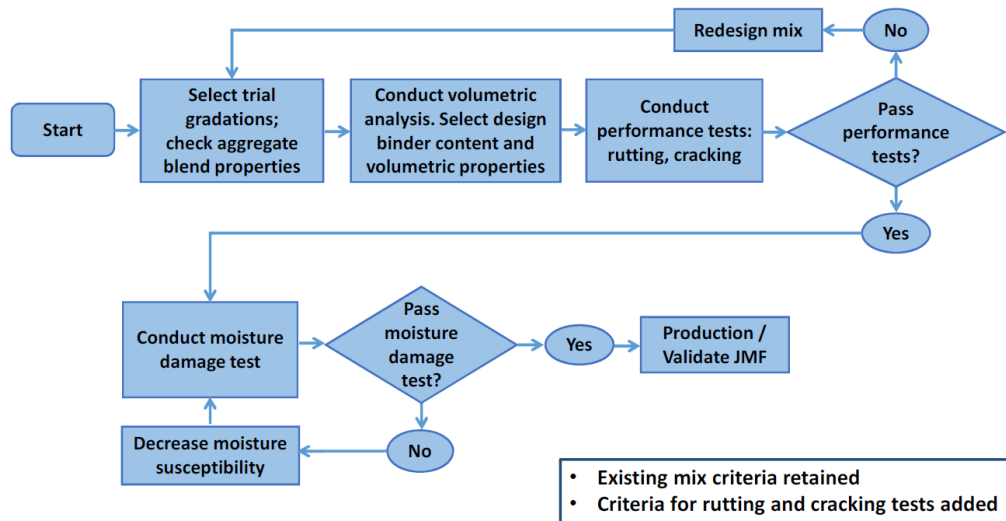 Redesign mix
No
Start
Select trial
gradations;
check aggregate
blend properties
Conduct volumetric
analysis. Select design
binder content and
volumetric properties
Conduct
performance tests:
rutting, cracking
Pass
performance
tests?
Yes
Conduct moisture
damage test
Pass
moisture
damage
test?
Yes
Production /
Validate JMF
No
Decrease moisture
susceptibility
• Existing mix criteria retained
• Criteria for rutting and cracking tests added